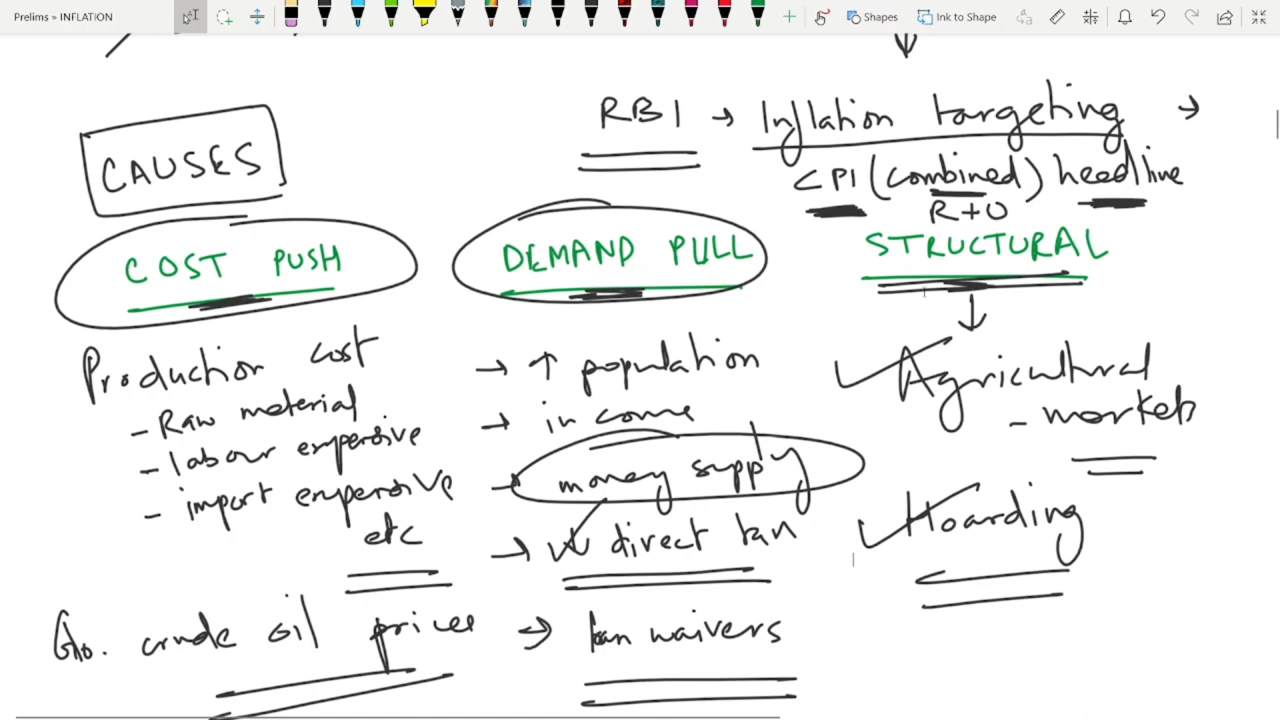 Prelims » INFLATION
Shapes
Ink to Shape
RBI → Inflation targeting →
CPI (combined) headline
R+U
CAUSES
COST PUSH
Production cost
- Raw material
- labour expensive
- import expensive
etc
crude oil prices
DEMAND PULL
→ ↑ population
→ income
→ money supply
→ ↓ direct tax
→ waivers
STRUCTURAL
↓
Agricultural
- markets
Hoarding